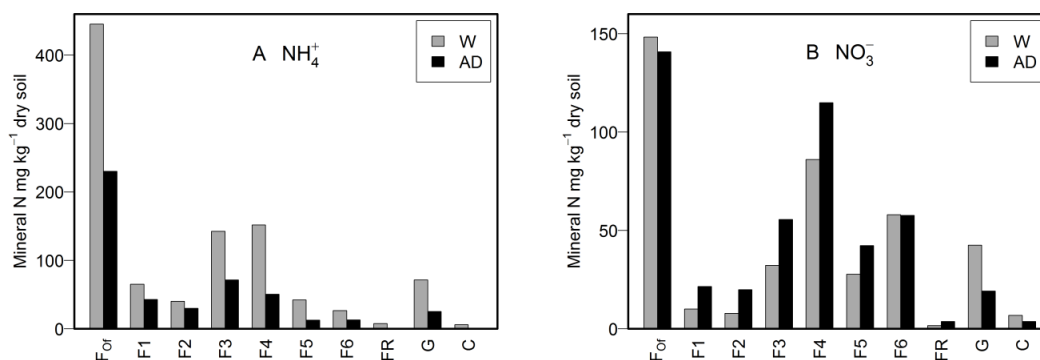 A NH₄⁺
W
AD
Mineral N mg kg⁻¹ dry soil
400
300
200
100
0
For F1 F2 F3 F4 F5 F6 FR G C
B NO₃⁻
W
AD
Mineral N mg kg⁻¹ dry soil
150
100
50
0
For F1 F2 F3 F4 F5 F6 FR G C